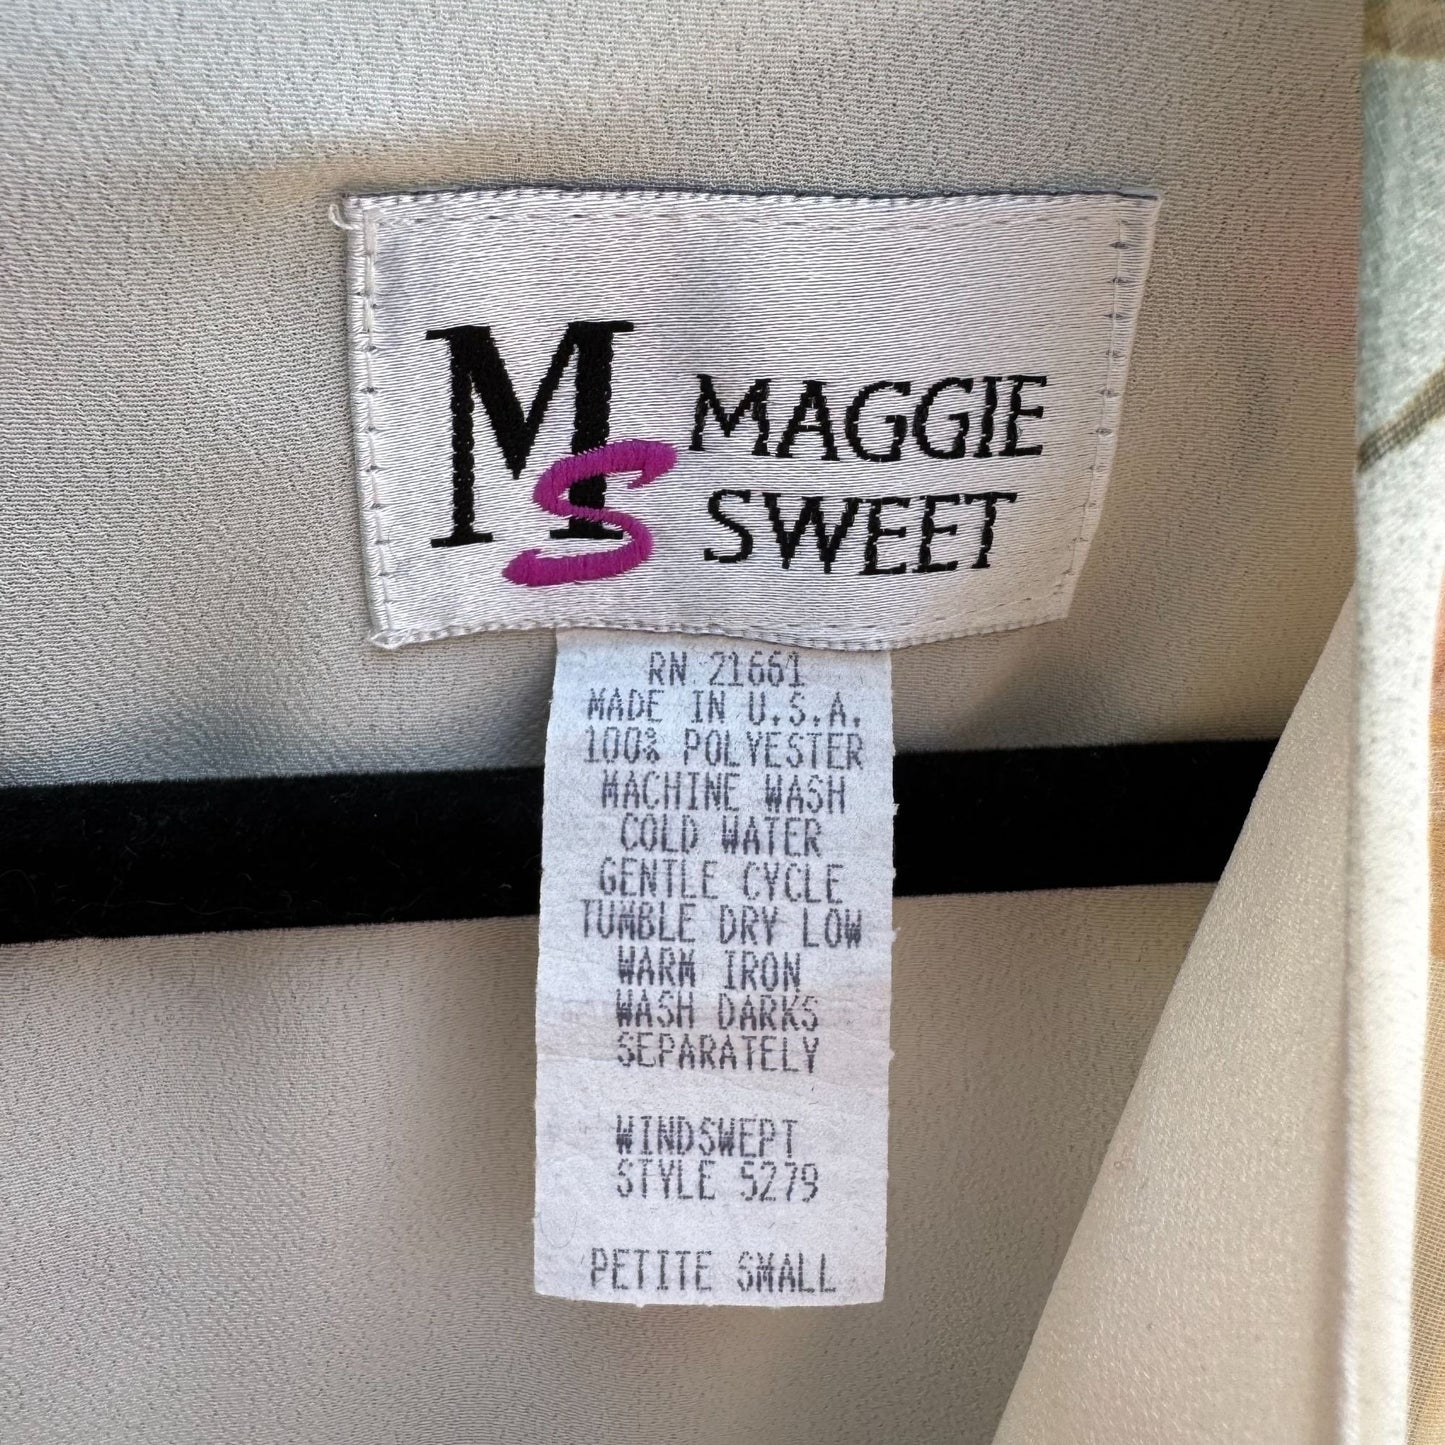 MS
MAGGIE
SWEET
RN 21661
MADE IN U.S.A.
100% POLYESTER
MACHINE WASH
COLD WATER
GENTLE CYCLE
TUMBLE DRY LOW
WARM IRON
WASH DARKS
SEPARATELY
WINDSWEPT
STYLE 5279
PETITE SMALL